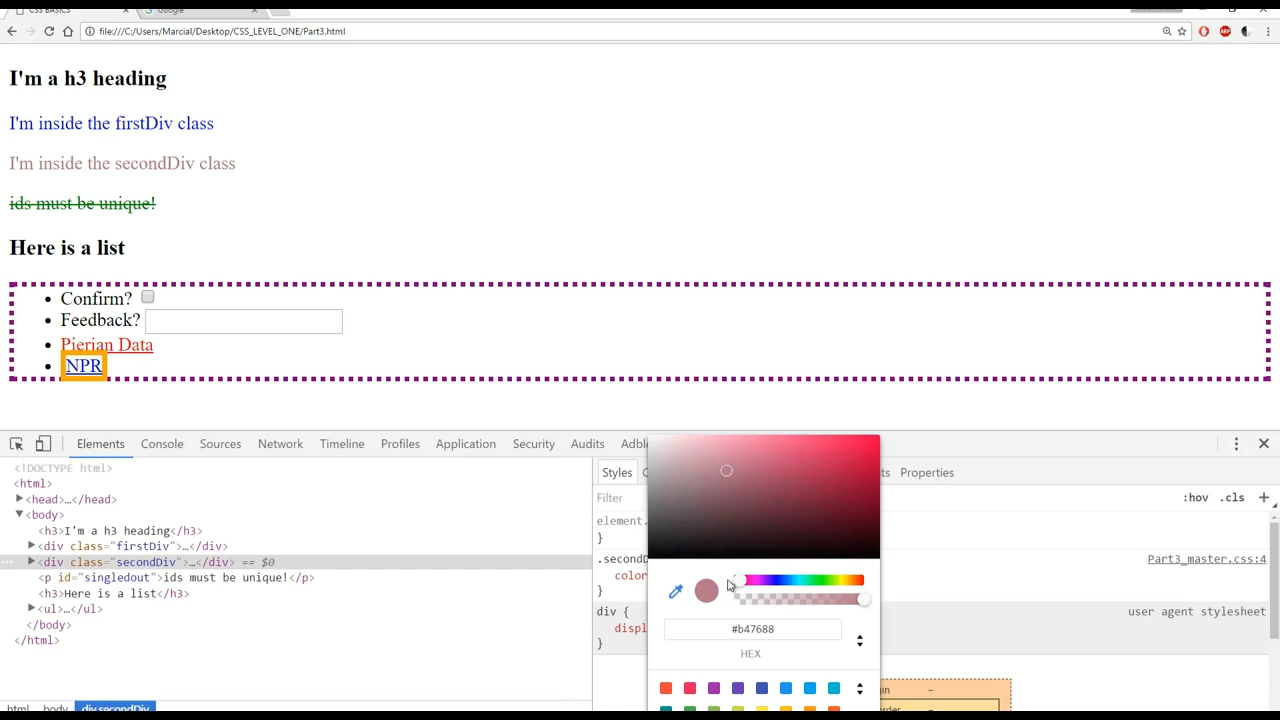 CSS BASICS
Google
file:///C:/Users/Marcial/Desktop/CSS_LEVEL_ONE/Part3.html
I'm a h3 heading
I'm inside the firstDiv class
I'm inside the secondDiv class
ids must be unique!
Here is a list
Confirm?
Feedback?
Pierian Data
NPR
Elements Console Sources Network Timeline Profiles Application Security Audits
<!DOCTYPE html>
<html>
<head>…</head>
<body>
<h3>I'm a h3 heading</h3>
<div class="firstDiv">…</div>
<div class="secondDiv">…</div> == $0
<p id="singledout">ids must be unique!</p>
<h3>Here is a list</h3>
<ul>…</ul>
</body>
</html>
html body div.secondDiv
Styles Properties
Filter :hov .cls
element.
}
.secondD Part3_master.css:4
color
}
div { user agent stylesheet
displ
}
#b47688
HEX